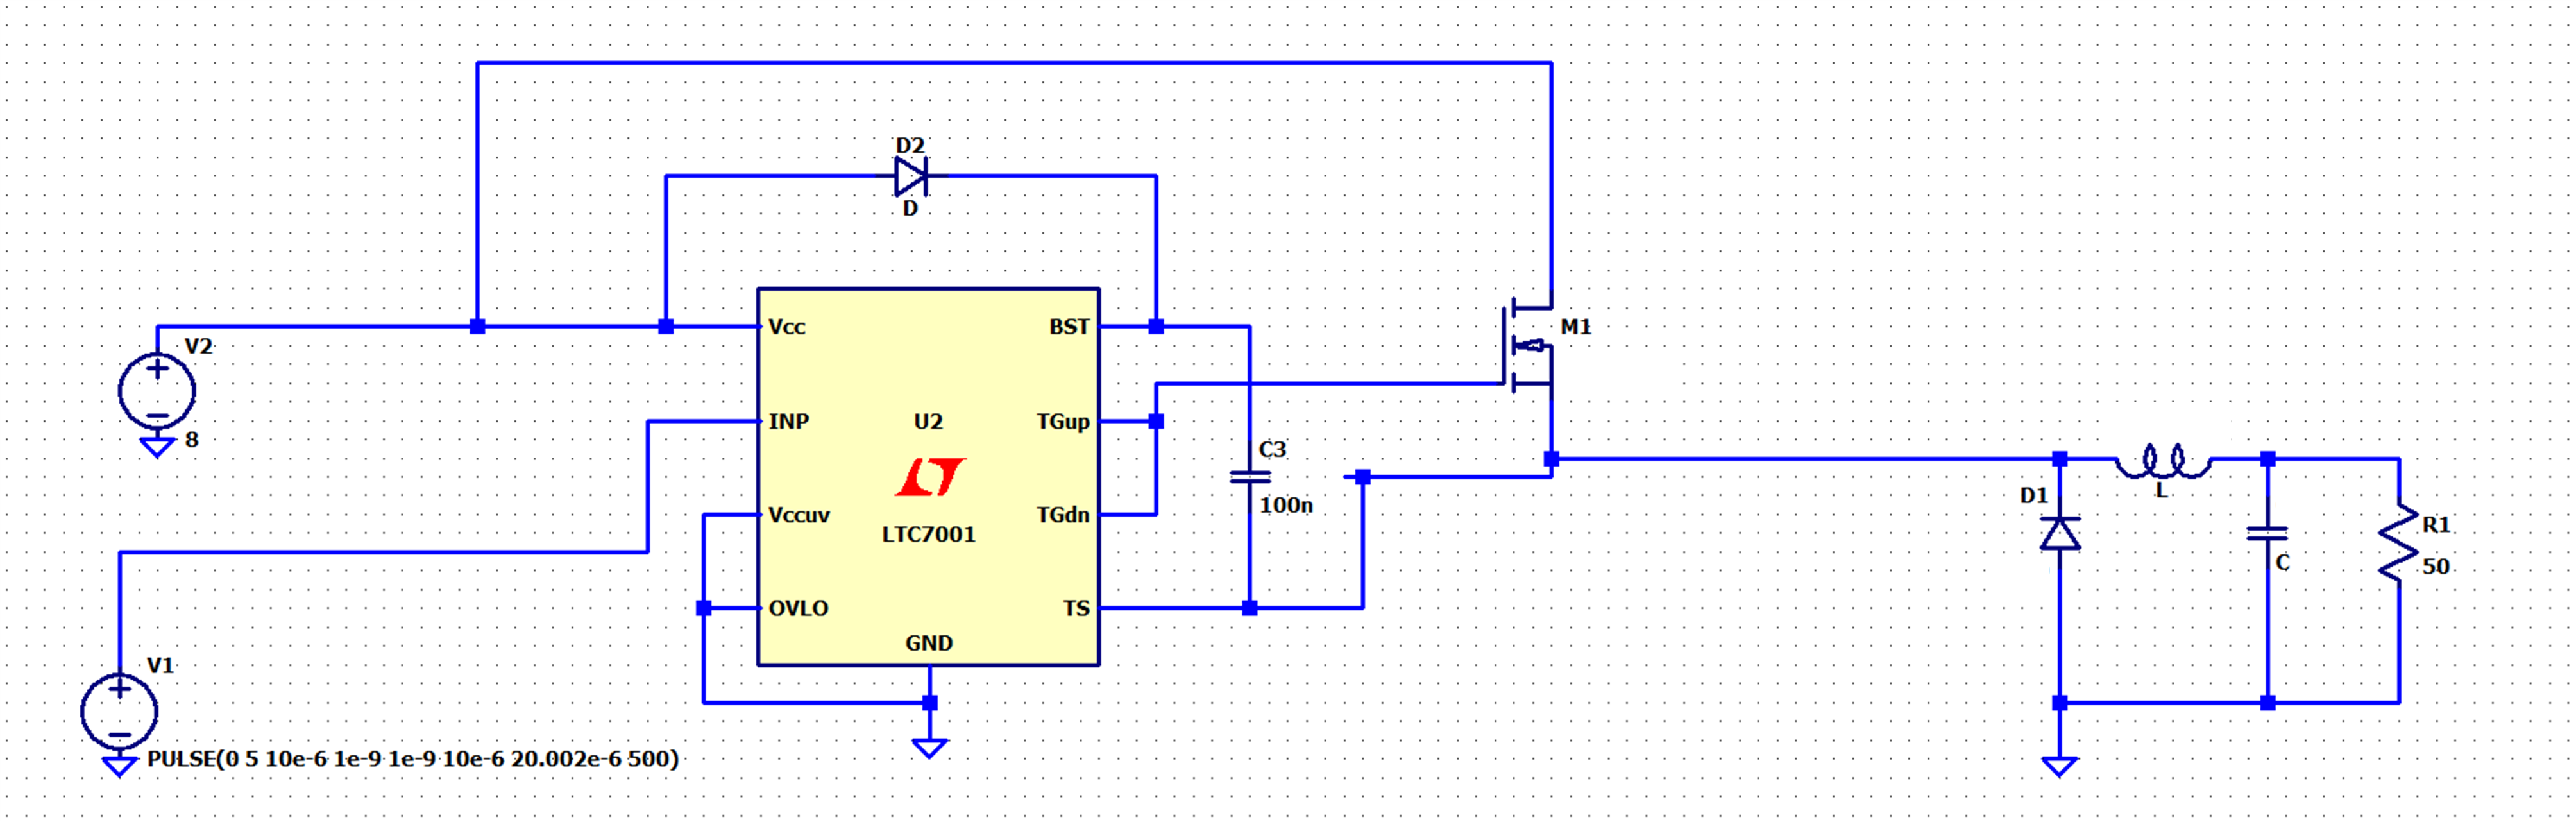 D2
D
V2
8
Vcc
BST
M1
INP
U2
TGup
C3
100n
Vccuv
LTC7001
TGdn
OVLO
TS
GND
V1
PULSE(0 5 10e-6 1e-9 1e-9 10e-6 20.002e-6 500)
D1
L
C
R1
50